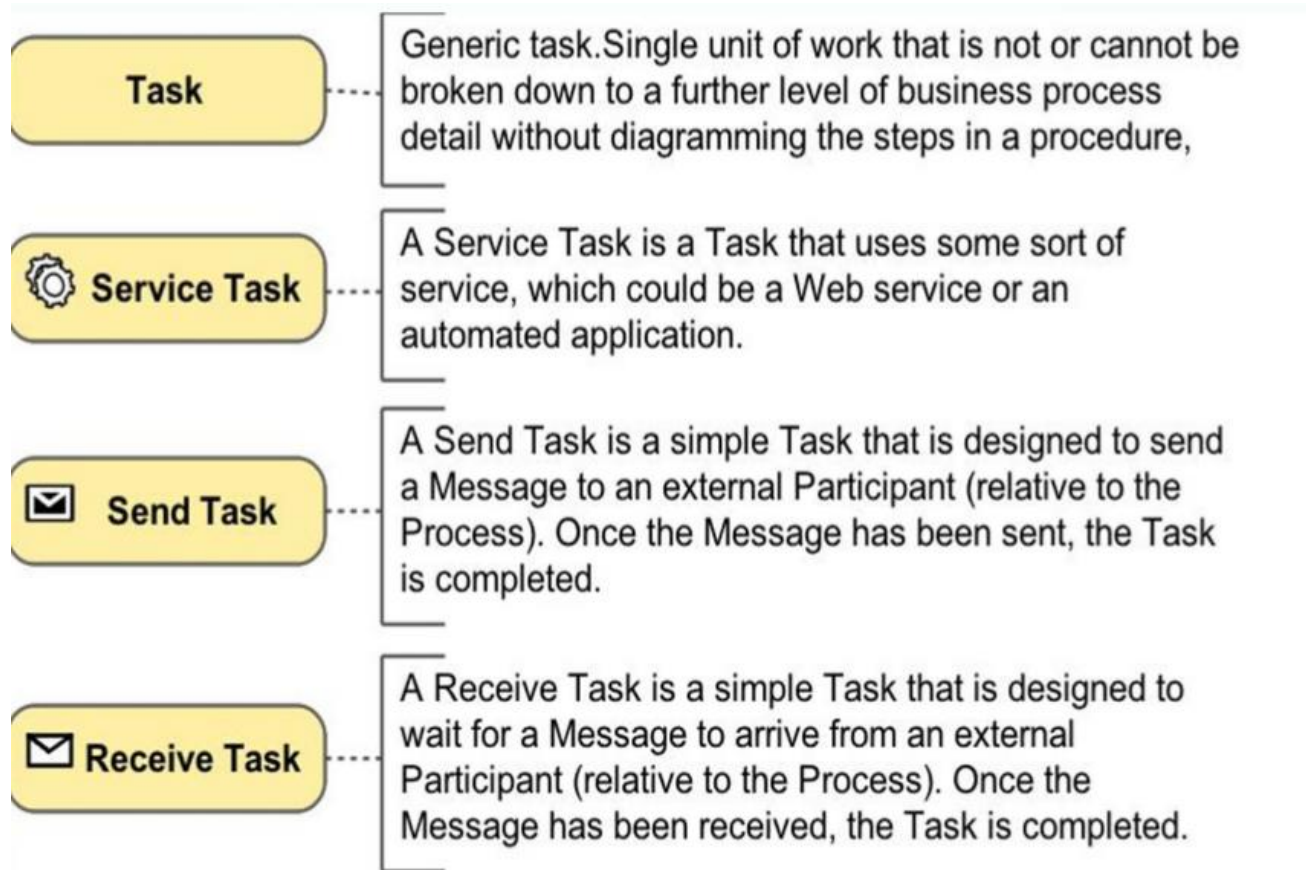 Task
Generic task.Single unit of work that is not or cannot be
broken down to a further level of business process
detail without diagramming the steps in a procedure,
Service Task
A Service Task is a Task that uses some sort of
service, which could be a Web service or an
automated application.
Send Task
A Send Task is a simple Task that is designed to send
a Message to an external Participant (relative to the
Process). Once the Message has been sent, the Task
is completed.
Receive Task
A Receive Task is a simple Task that is designed to
wait for a Message to arrive from an external
Participant (relative to the Process). Once the
Message has been received, the Task is completed.